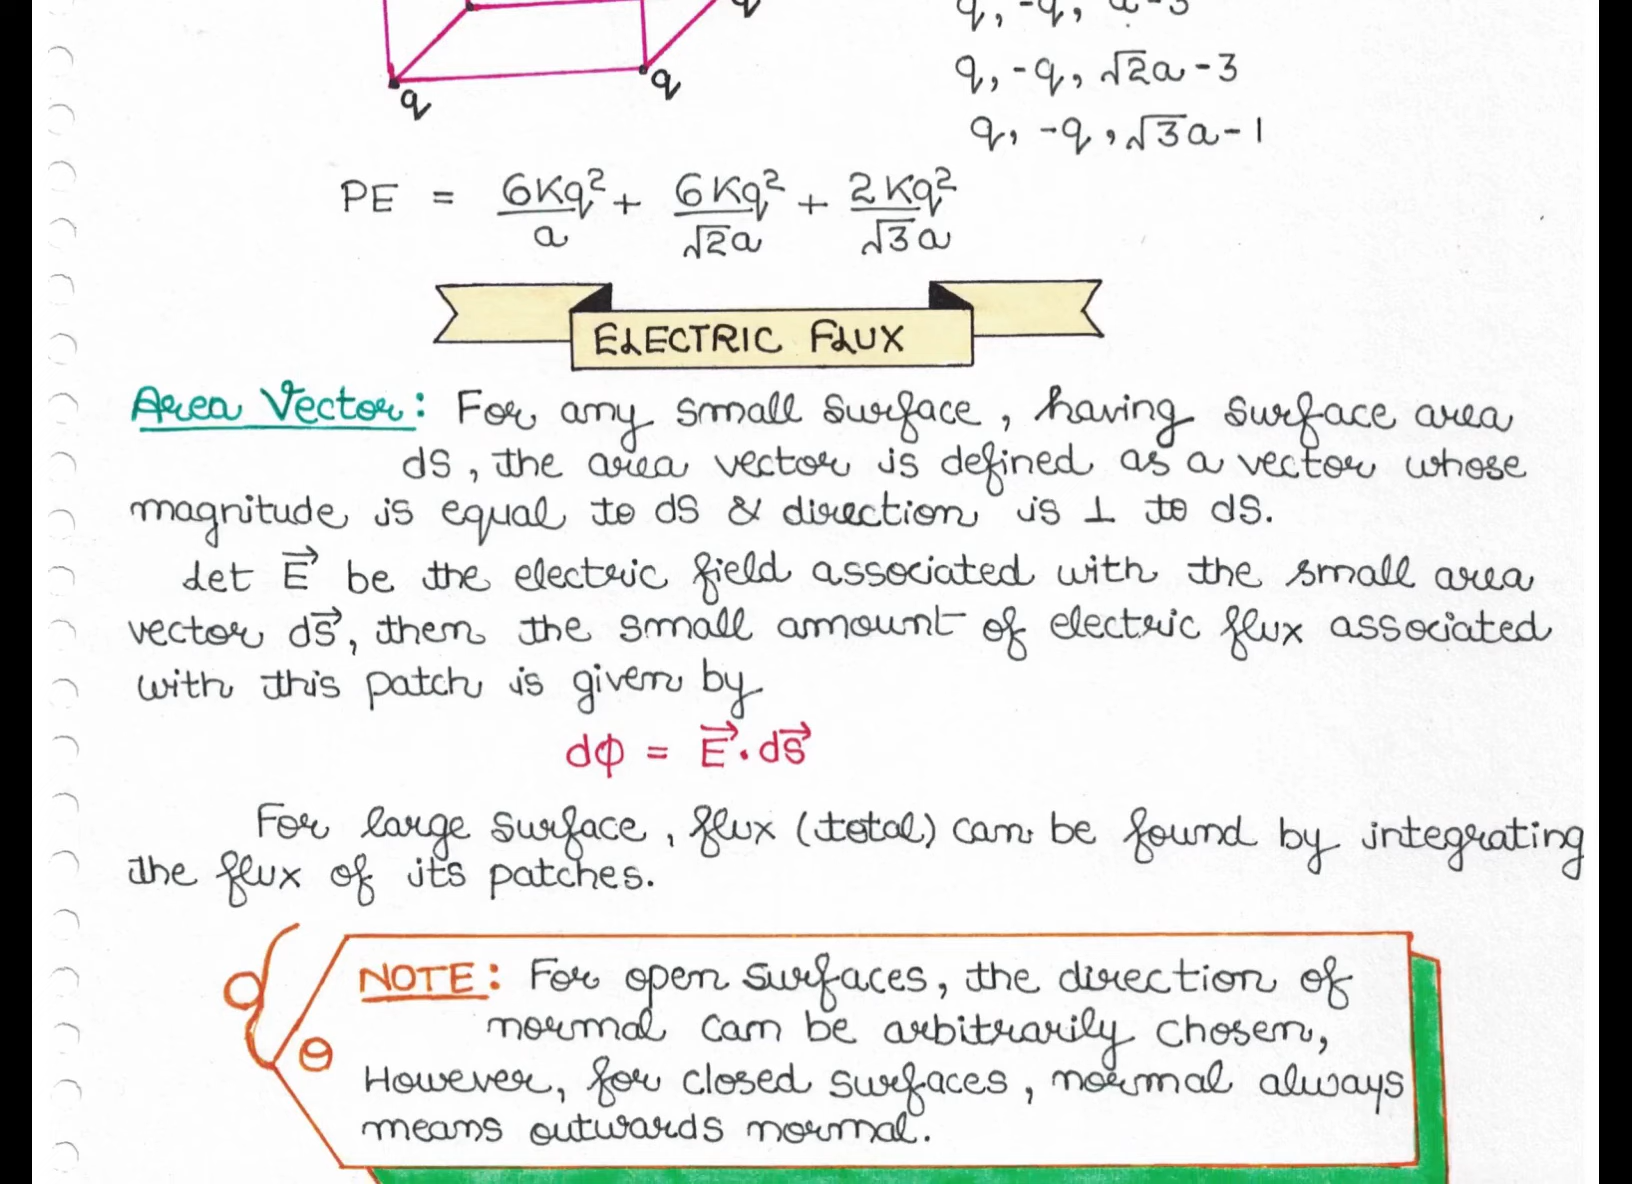 q
q, -q, a - 3
q, -q, √2a - 3
q
q
q, -q, √3a - 1
PE = 6Kq²/a + 6Kq²/√2a + 2Kq²/√3a
ELECTRIC FLUX
Area Vector: For any small surface, having surface area
dS, the area vector is defined as a vector whose
magnitude is equal to dS & direction is ⊥ to dS.
Let E⃗ be the electric field associated with the small area
vector ds⃗, then the small amount of electric flux associated
with this patch is given by
dϕ = E⃗.ds⃗
For large surface, flux (total) can be found by integrating
the flux of its patches.
NOTE: For open surfaces, the direction of
normal can be arbitrarily chosen,
However, for closed surfaces, normal always
means outwards normal.